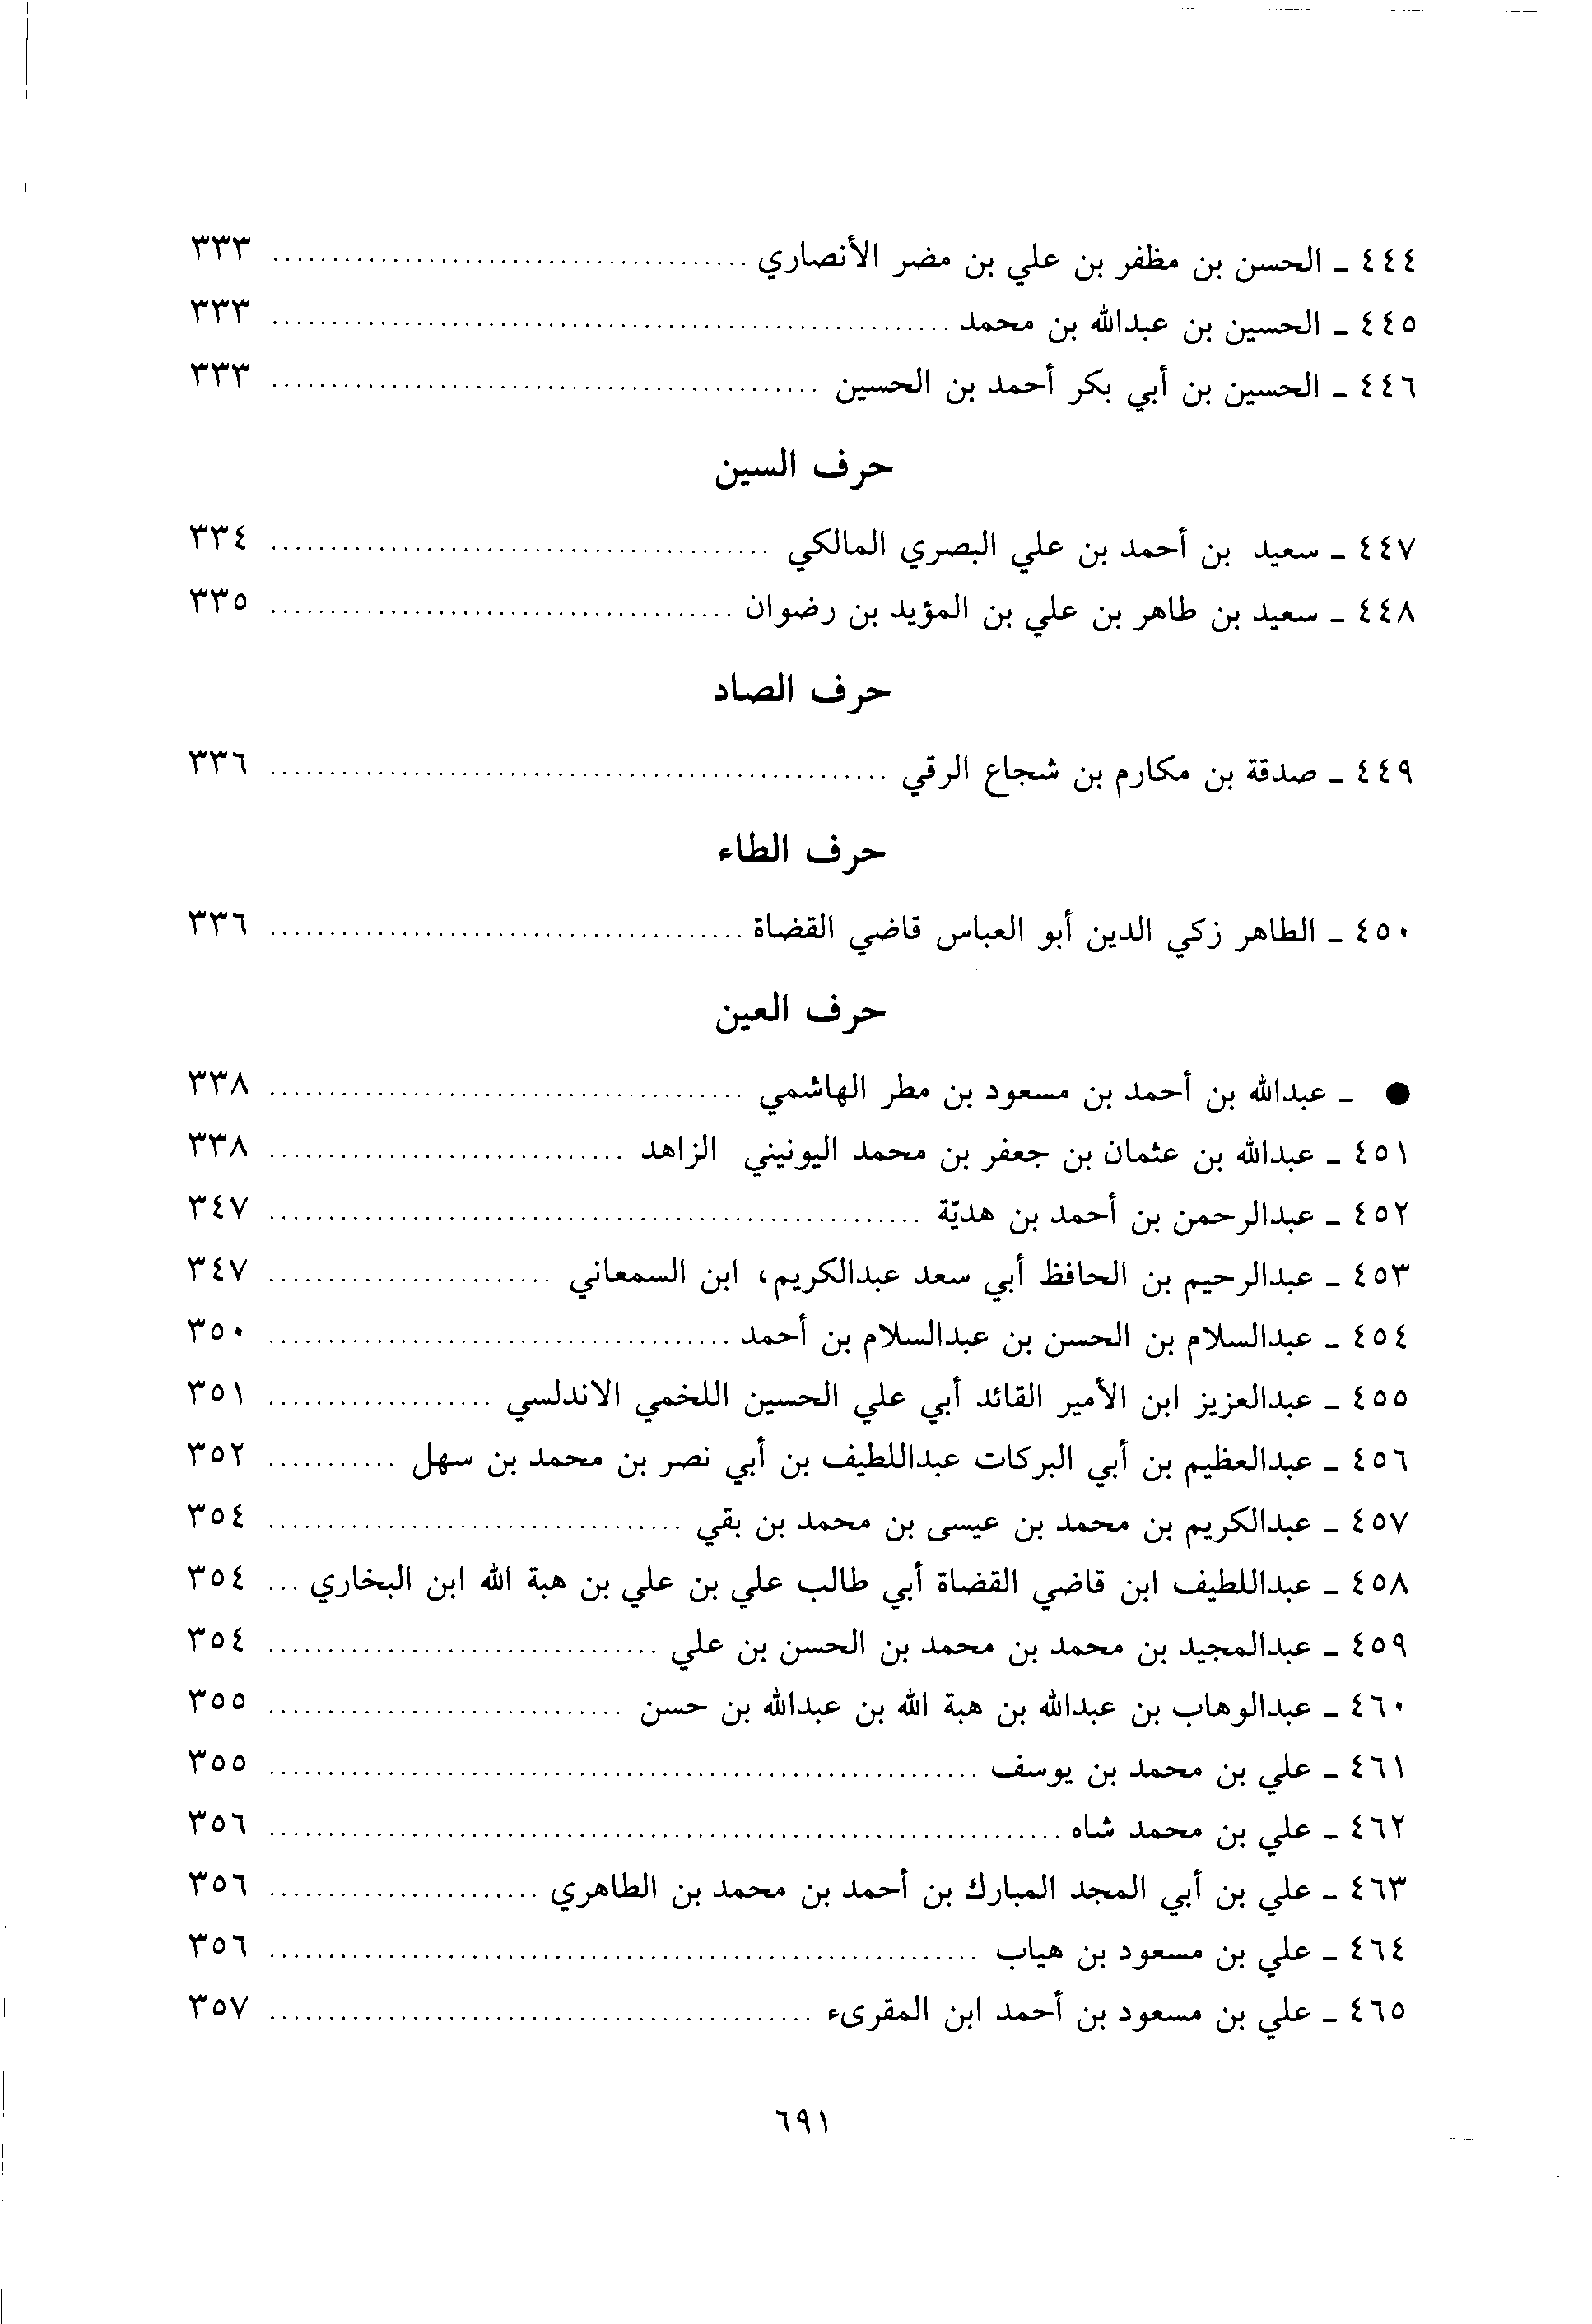 ٤٤٤ - الحسن بن مظفر بن علي بن مضر الأنصاري ........................................ ٣٣٣
٤٤٥ - الحسين بن عبدالله بن محمد ........................................ ٣٣٣
٤٤٦ - الحسين بن أبي بكر أحمد بن الحسين ........................................ ٣٣٣
حرف السين
٤٤٧ - سعيد بن أحمد بن علي البصري المالكي ........................................ ٣٣٤
٤٤٨ - سعيد بن طاهر بن علي بن المؤيد بن رضوان ........................................ ٣٣٥
حرف الصاد
٤٤٩ - صدقة بن مكارم بن شجاع الرقي ........................................ ٣٣٦
حرف الطاء
٤٥٠ - الطاهر زكي الدين أبو العباس قاضي القضاة ........................................ ٣٣٦
حرف العين
● - عبدالله بن أحمد بن مسعود بن مطر الهاشمي ........................................ ٣٣٨
٤٥١ - عبدالله بن عثمان بن جعفر بن محمد اليونيني الزاهد .............................. ٣٣٨
٤٥٢ - عبدالرحمن بن أحمد بن هديّة ........................................ ٣٤٧
٤٥٣ - عبدالرحيم بن الحافظ أبي سعد عبدالكريم، ابن السمعاني ........................ ٣٤٧
٤٥٤ - عبدالسلام بن الحسن بن عبدالسلام بن أحمد ........................................ ٣٥٠
٤٥٥ - عبدالعزيز ابن الأمير القائد أبي علي الحسين اللخمي الاندلسي ................... ٣٥١
٤٥٦ - عبدالعظيم بن أبي البركات عبداللطيف بن أبي نصر بن محمد بن سهل ........... ٣٥٢
٤٥٧ - عبدالكريم بن محمد بن عيسى بن محمد بن بقي ................................... ٣٥٤
٤٥٨ - عبداللطيف ابن قاضي القضاة أبي طالب علي بن علي بن هبة الله ابن البخاري ... ٣٥٤
٤٥٩ - عبدالمجيد بن محمد بن محمد بن الحسن بن علي ................................. ٣٥٤
٤٦٠ - عبدالوهاب بن عبدالله بن هبة الله بن عبدالله بن حسن .............................. ٣٥٥
٤٦١ - علي بن محمد بن يوسف ........................................ ٣٥٥
٤٦٢ - علي بن محمد شاه ........................................ ٣٥٦
٤٦٣ - علي بن أبي المجد المبارك بن أحمد بن محمد بن الطاهري ....................... ٣٥٦
٤٦٤ - علي بن مسعود بن هياب ........................................ ٣٥٦
٤٦٥ - علي بن مسعود بن أحمد ابن المقرىء ........................................ ٣٥٧
٦٩١